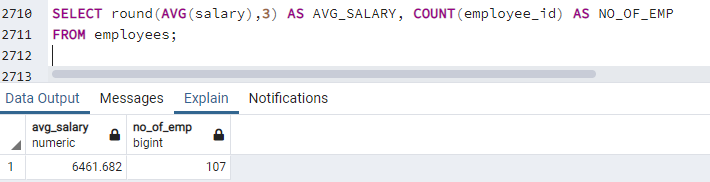 2710 SELECT round(AVG(salary),3) AS AVG_SALARY, COUNT(employee_id) AS NO_OF_EMP
2711 FROM employees;
2712
2713
Data Output Messages Explain Notifications
avg_salary no_of_emp
numeric bigint
1 6461.682 107